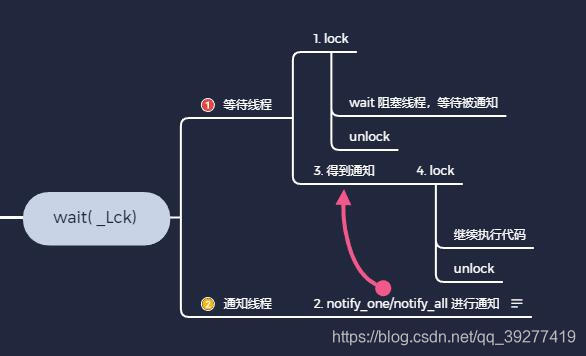 1. lock
wait 阻塞线程，等待被通知
unlock
1 等待线程
3. 得到通知
4. lock
继续执行代码
unlock
wait( _Lck)
2 通知线程
2. notify_one/notify_all 进行通知
https://blog.csdn.net/qq_39277419